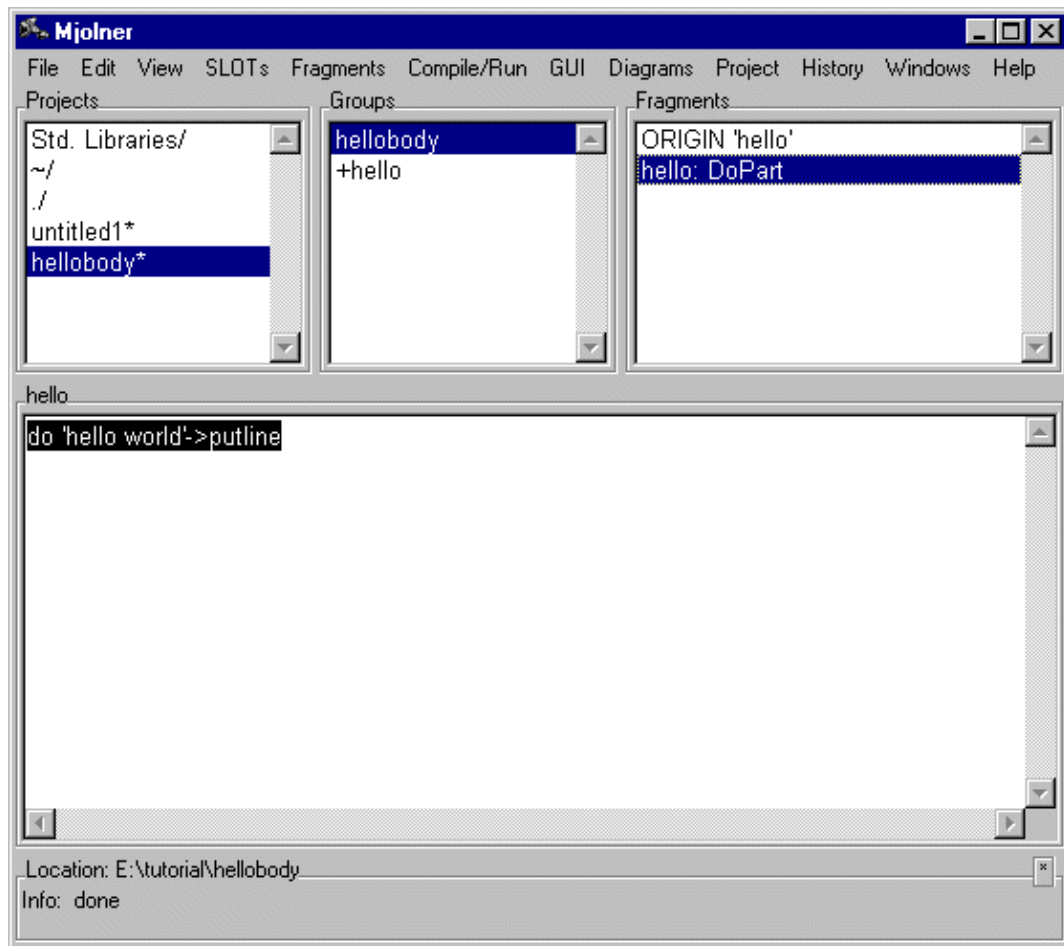 Mjolner
File Edit View SLOTs Fragments Compile/Run GUI Diagrams Project History Windows Help
Projects
Std. Libraries/
~/
./
untitled1*
hellobody*
Groups
hellobody
+hello
Fragments
ORIGIN 'hello'
hello: DoPart
hello
do 'hello world'->putline
Location: E:\tutorial\hellobody
Info: done